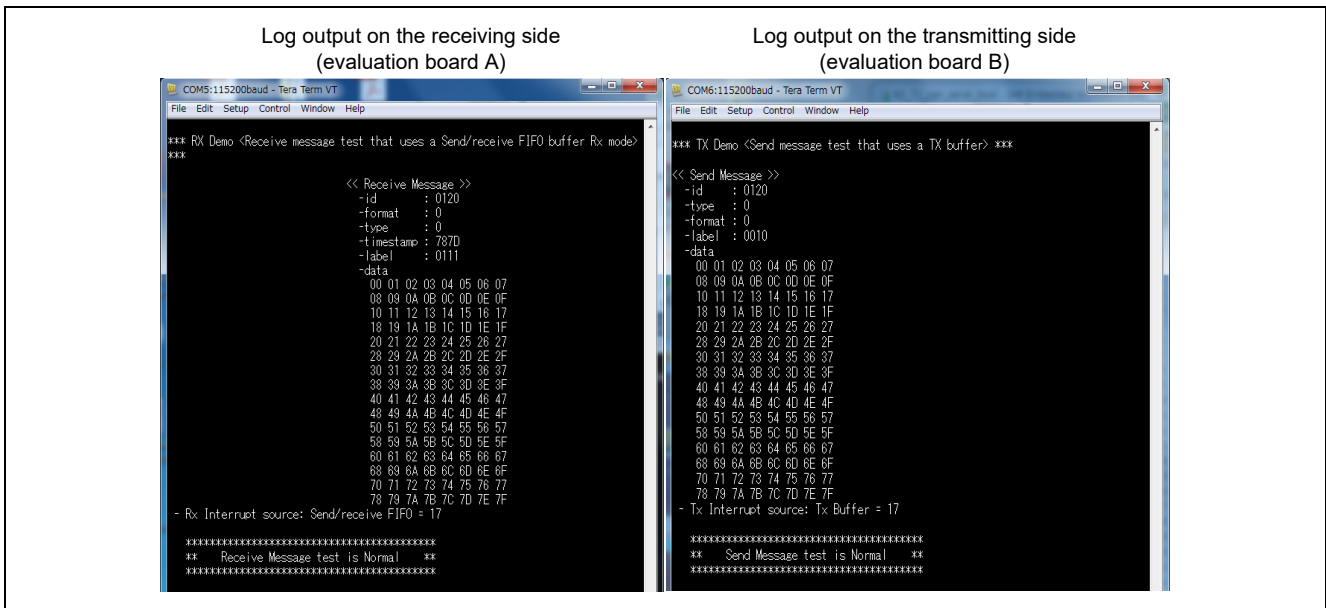 Log output on the receiving side
(evaluation board A)
COM5:115200baud - Tera Term VT
File Edit Setup Control Window Help
*** RX Demo <Receive message test that uses a Send/receive FIFO buffer Rx mode>
***
<< Receive Message >>
-id : 0120
-format : 0
-type : 0
-timestamp : 787D
-label : 0111
-data
00 01 02 03 04 05 06 07
08 09 0A 0B 0C 0D 0E 0F
10 11 12 13 14 15 16 17
18 19 1A 1B 1C 1D 1E 1F
20 21 22 23 24 25 26 27
28 29 2A 2B 2C 2D 2E 2F
30 31 32 33 34 35 36 37
38 39 3A 3B 3C 3D 3E 3F
40 41 42 43 44 45 46 47
48 49 4A 4B 4C 4D 4E 4F
50 51 52 53 54 55 56 57
58 59 5A 5B 5C 5D 5E 5F
60 61 62 63 64 65 66 67
68 69 6A 6B 6C 6D 6E 6F
70 71 72 73 74 75 76 77
78 79 7A 7B 7C 7D 7E 7F
- Rx Interrupt source: Send/receive FIFO = 17
*****************************************
** Receive Message test is Normal **
*****************************************
Log output on the transmitting side
(evaluation board B)
COM6:115200baud - Tera Term VT
File Edit Setup Control Window Help
*** TX Demo <Send message test that uses a TX buffer> ***
<< Send Message >>
-id : 0120
-type : 0
-format : 0
-label : 0010
-data
00 01 02 03 04 05 06 07
08 09 0A 0B 0C 0D 0E 0F
10 11 12 13 14 15 16 17
18 19 1A 1B 1C 1D 1E 1F
20 21 22 23 24 25 26 27
28 29 2A 2B 2C 2D 2E 2F
30 31 32 33 34 35 36 37
38 39 3A 3B 3C 3D 3E 3F
40 41 42 43 44 45 46 47
48 49 4A 4B 4C 4D 4E 4F
50 51 52 53 54 55 56 57
58 59 5A 5B 5C 5D 5E 5F
60 61 62 63 64 65 66 67
68 69 6A 6B 6C 6D 6E 6F
70 71 72 73 74 75 76 77
78 79 7A 7B 7C 7D 7E 7F
- Tx Interrupt source: Tx Buffer = 17
**************************************
** Send Message test is Normal **
**************************************